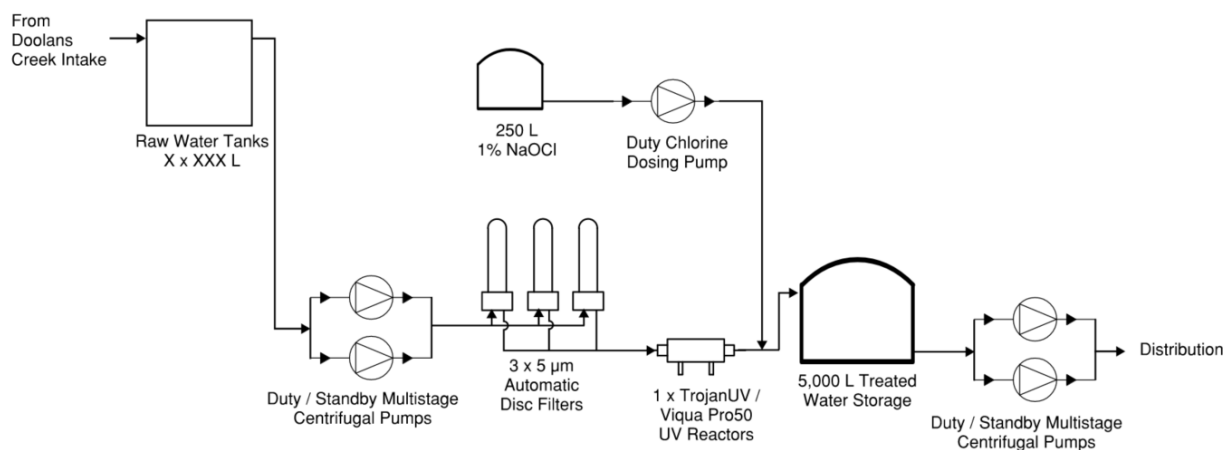 From
Doolans
Creek Intake
Raw Water Tanks
X x XXX L
250 L
1% NaOCl
Duty Chlorine
Dosing Pump
Duty / Standby Multistage
Centrifugal Pumps
3 x 5 µm
Automatic
Disc Filters
1 x TrojanUV /
Viqua Pro50
UV Reactors
5,000 L Treated
Water Storage
Duty / Standby Multistage
Centrifugal Pumps
Distribution